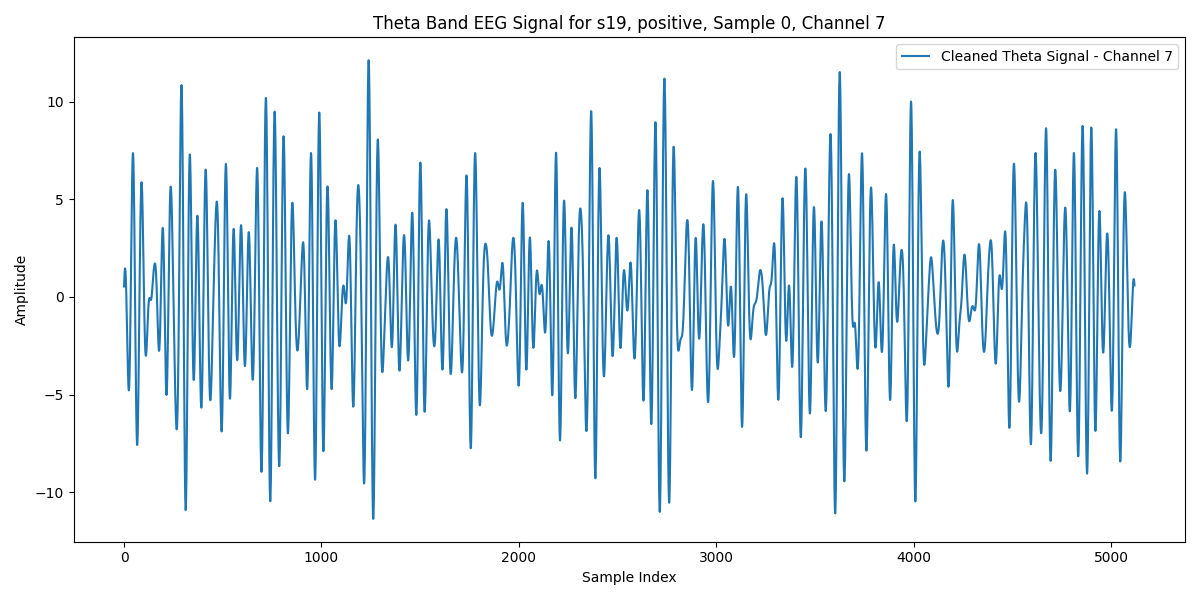 Theta Band EEG Signal for s19, positive, Sample 0, Channel 7
Cleaned Theta Signal - Channel 7
Amplitude
10
5
0
−5
−10
0 1000 2000 3000 4000 5000
Sample Index